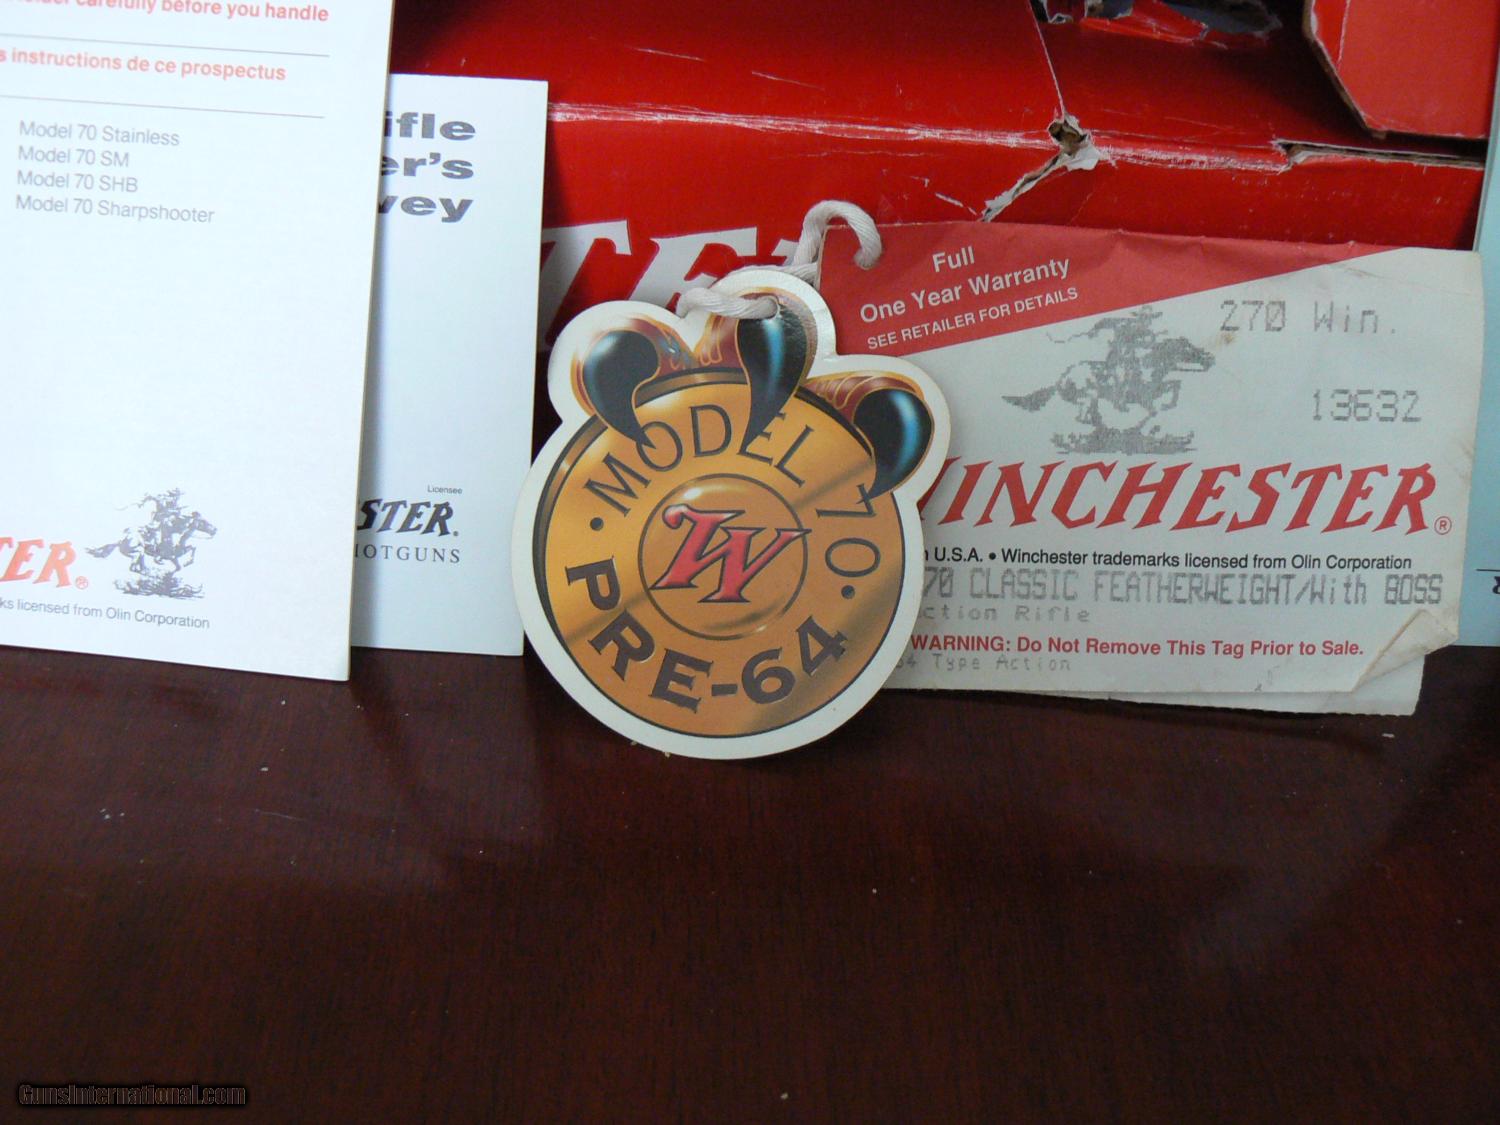 carefully before you handle
instructions de ce prospectus
Model 70 Stainless
Model 70 SM
Model 70 SHB
Model 70 Sharpshooter
TER®
licensed from Olin Corporation
ifle
er's
vey
Licensee
STER.
HOTGUNS
TE
MODEL 70
W
PRE-64
Full
One Year Warranty
SEE RETAILER FOR DETAILS
270 Win.
13632
WINCHESTER®
U.S.A. • Winchester trademarks licensed from Olin Corporation
70 CLASSIC FEATHERWEIGHT/With BOSS
ction Rifle
WARNING: Do Not Remove This Tag Prior to Sale.
64 Type Action
GunsInternational.com